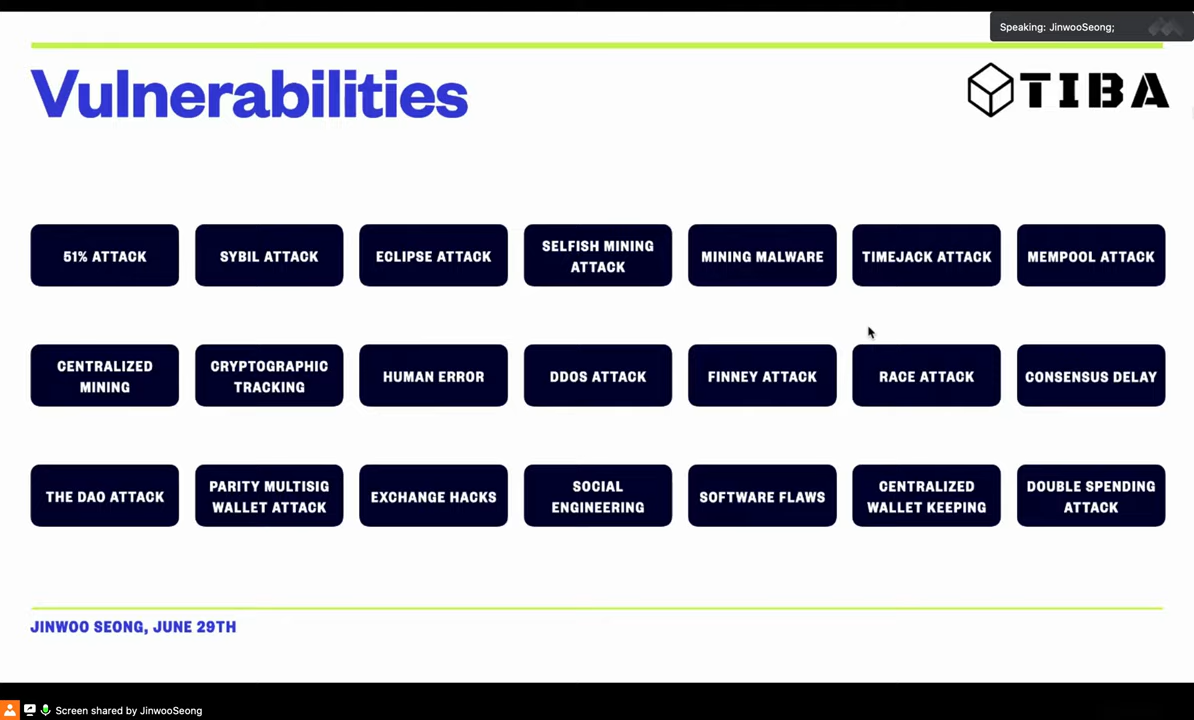 Speaking: JinwooSeong;
Vulnerabilities
TIBA
51% ATTACK
SYBIL ATTACK
ECLIPSE ATTACK
SELFISH MINING
ATTACK
MINING MALWARE
TIMEJACK ATTACK
MEMPOOL ATTACK
CENTRALIZED
MINING
CRYPTOGRAPHIC
TRACKING
HUMAN ERROR
DDOS ATTACK
FINNEY ATTACK
RACE ATTACK
CONSENSUS DELAY
THE DAO ATTACK
PARITY MULTISIG
WALLET ATTACK
EXCHANGE HACKS
SOCIAL
ENGINEERING
SOFTWARE FLAWS
CENTRALIZED
WALLET KEEPING
DOUBLE SPENDING
ATTACK
JINWOO SEONG, JUNE 29TH
Screen shared by JinwooSeong